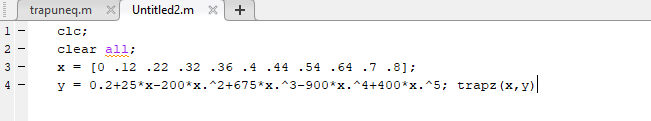 trapuneq.m × Untitled2.m × +
1 - clc;
2 - clear all;
3 - x = [0 .12 .22 .32 .36 .4 .44 .54 .64 .7 .8];
4 - y = 0.2+25*x-200*x.^2+675*x.^3-900*x.^4+400*x.^5; trapz(x,y)